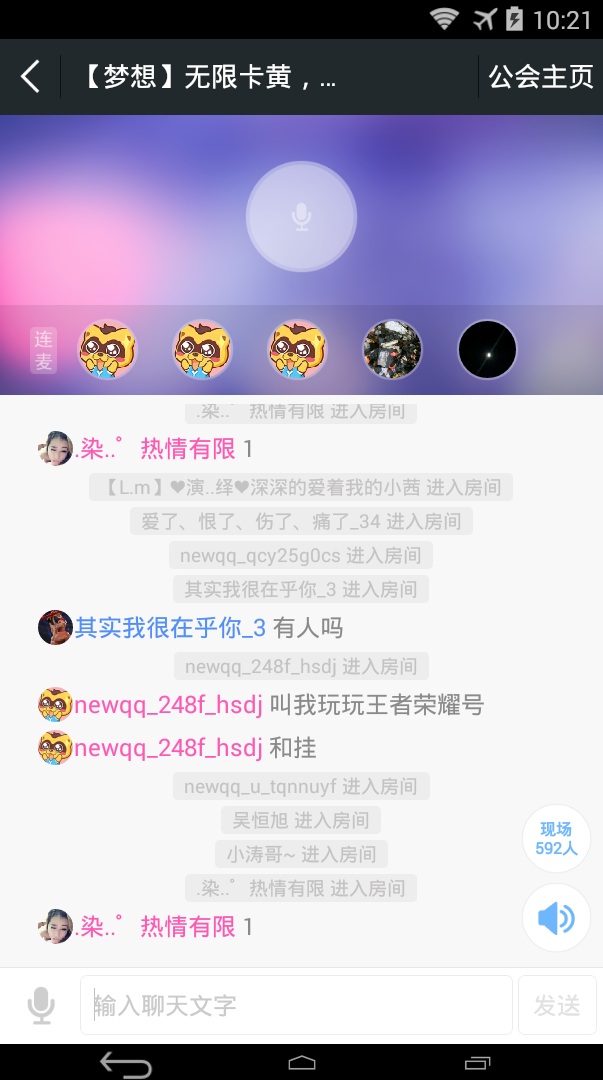 10:21
【梦想】无限卡黄，...
公会主页
连麦
.染..゜ 热情有限 进入房间
.染..゜ 热情有限 1
【L.m】❤演..绎❤深深的爱着我的小茜 进入房间
爱了、恨了、伤了、痛了_34 进入房间
newqq_qcy25g0cs 进入房间
其实我很在乎你_3 进入房间
其实我很在乎你_3 有人吗
newqq_248f_hsdj 进入房间
newqq_248f_hsdj 叫我玩玩王者荣耀号
newqq_248f_hsdj 和挂
newqq_u_tqnnuyf 进入房间
吴恒旭 进入房间
现场
592人
小涛哥~ 进入房间
.染..゜ 热情有限 进入房间
.染..゜ 热情有限 1
输入聊天文字
发送